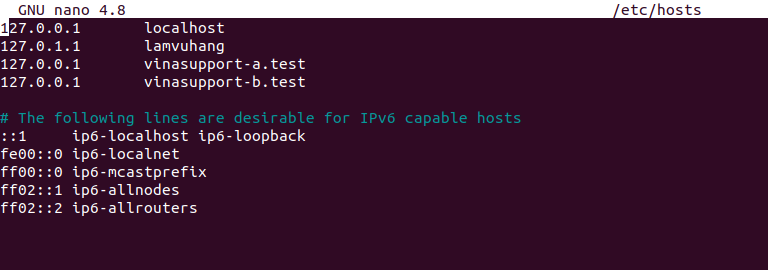 GNU nano 4.8 /etc/hosts
127.0.0.1 localhost
127.0.1.1 lamvuhang
127.0.0.1 vinasupport-a.test
127.0.0.1 vinasupport-b.test
# The following lines are desirable for IPv6 capable hosts
::1 ip6-localhost ip6-loopback
fe00::0 ip6-localnet
ff00::0 ip6-mcastprefix
ff02::1 ip6-allnodes
ff02::2 ip6-allrouters